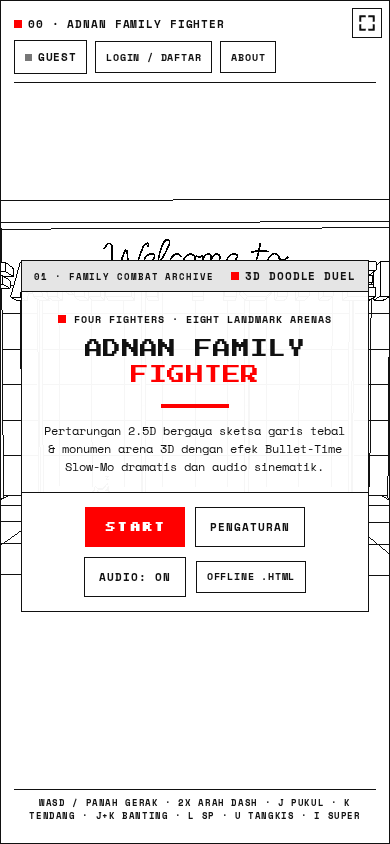 00 · ADNAN FAMILY FIGHTER
GUEST
LOGIN / DAFTAR
ABOUT
Welcome to
01 · FAMILY COMBAT ARCHIVE
3D DOODLE DUEL
FOUR FIGHTERS · EIGHT LANDMARK ARENAS
ADNAN FAMILY
FIGHTER
Pertarungan 2.5D bergaya sketsa garis tebal
& monumen arena 3D dengan efek Bullet-Time
Slow-Mo dramatis dan audio sinematik.
START
PENGATURAN
AUDIO: ON
OFFLINE .HTML
WASD / PANAH GERAK · 2X ARAH DASH · J PUKUL · K
TENDANG · J+K BANTING · L SP · U TANGKIS · I SUPER